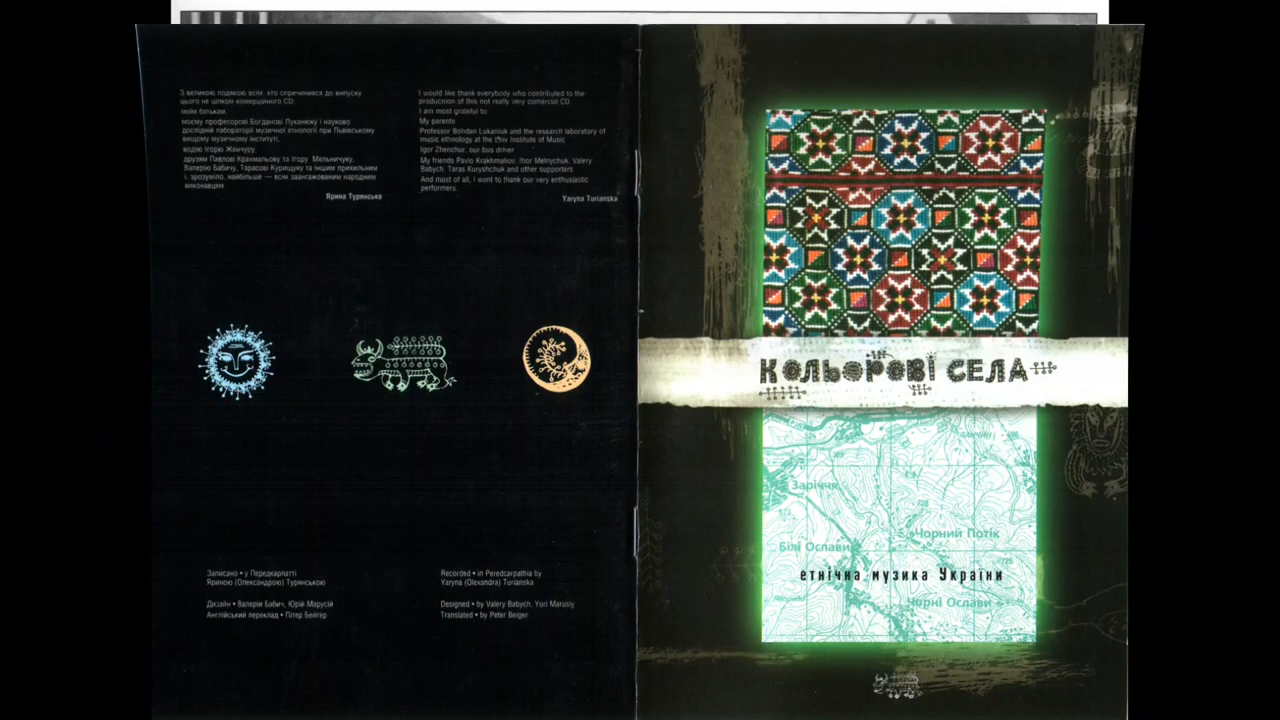 З великою подякою всім, хто спричинився до випуску
цього не цілком комерційного CD:
моїм батькам,
моєму професорові Богданові Луканюку і науково
дослідній лабораторії музичної етнології при Львівському
вищому музичному інституті,
водію Ігорю Женчуру,
друзям Павлові Крахмальову та Ігорю Мельничуку,
Валерію Бабичу, Тарасові Курищуку та іншим прихильним
і, зрозуміло, найбільше — всім заангажованим народним
виконавцям.
Ярина Турянська
I would like thank everybody who contributed to the
production of this not really very comercial CD.
I am most grateful to:
My parents
Professor Bohdan Lukaniuk and the research laboratory of
music ethnology at the Lviv Institute of Music
Igor Zhenchur, our bus driver
My friends Pavlo Krakhmaliov, Ihor Melnychuk, Valery
Babych, Taras Kuryshchuk and other supporters
And most of all, I want to thank our very enthusiastic
performers.
Yaryna Turianska
Записано • у Передкарпатті
Яриною (Олександрою) Турянською
Дизайн • Валерій Бабич, Юрій Марусій
Англійський переклад • Пітер Бейгер
Recorded • in Peredcarpathia by
Yaryna (Olexandra) Turianska
Designed • by Valery Babych, Yuri Marusiy
Translated • by Peter Beiger
КОЛЬОРОВІ СЕЛА
Заріччя
Чорний Потік
Білі Ослави
етнічна музика України
Чорні Ослави